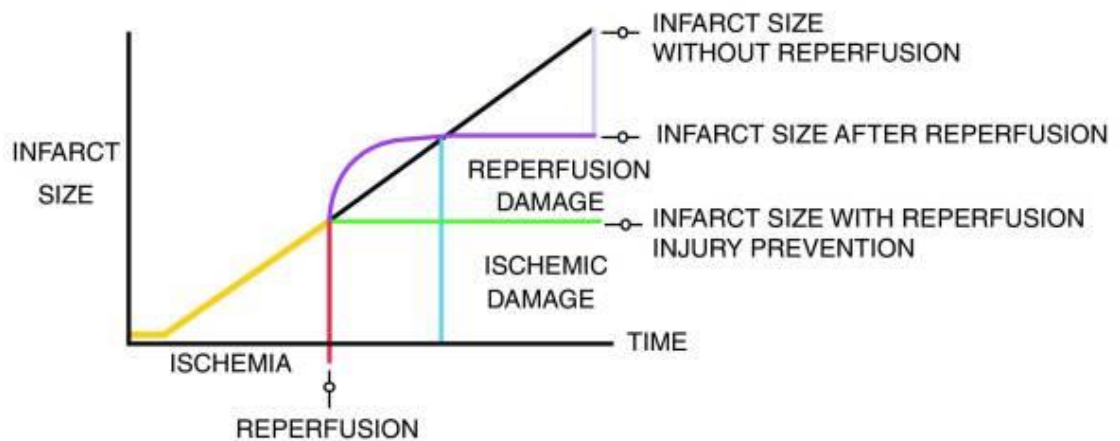 INFARCT SIZE
WITHOUT REPERFUSION
INFARCT SIZE AFTER REPERFUSION
INFARCT
SIZE
REPERFUSION
DAMAGE
INFARCT SIZE WITH REPERFUSION
INJURY PREVENTION
ISCHEMIC
DAMAGE
TIME
ISCHEMIA
REPERFUSION